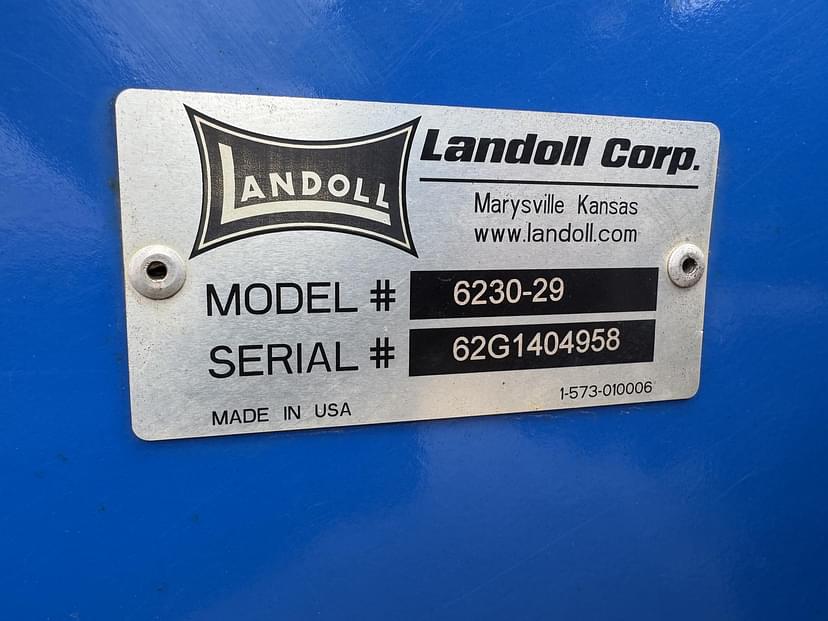 LANDOLL
Landoll Corp.
Marysville Kansas
www.landoll.com
MODEL # 6230-29
SERIAL # 62G1404958
MADE IN USA
1-573-010006